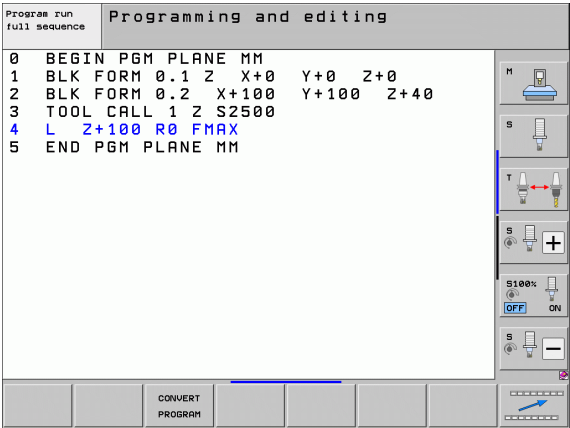 Program run
full sequence
Programming and editing
0 BEGIN PGM PLANE MM
1 BLK FORM 0.1 Z X+0 Y+0 Z+0
2 BLK FORM 0.2 X+100 Y+100 Z+40
3 TOOL CALL 1 Z S2500
4 L Z+100 R0 FMAX
5 END PGM PLANE MM
M
S
T
S
+
S100%
OFF ON
S
-
CONVERT
PROGRAM